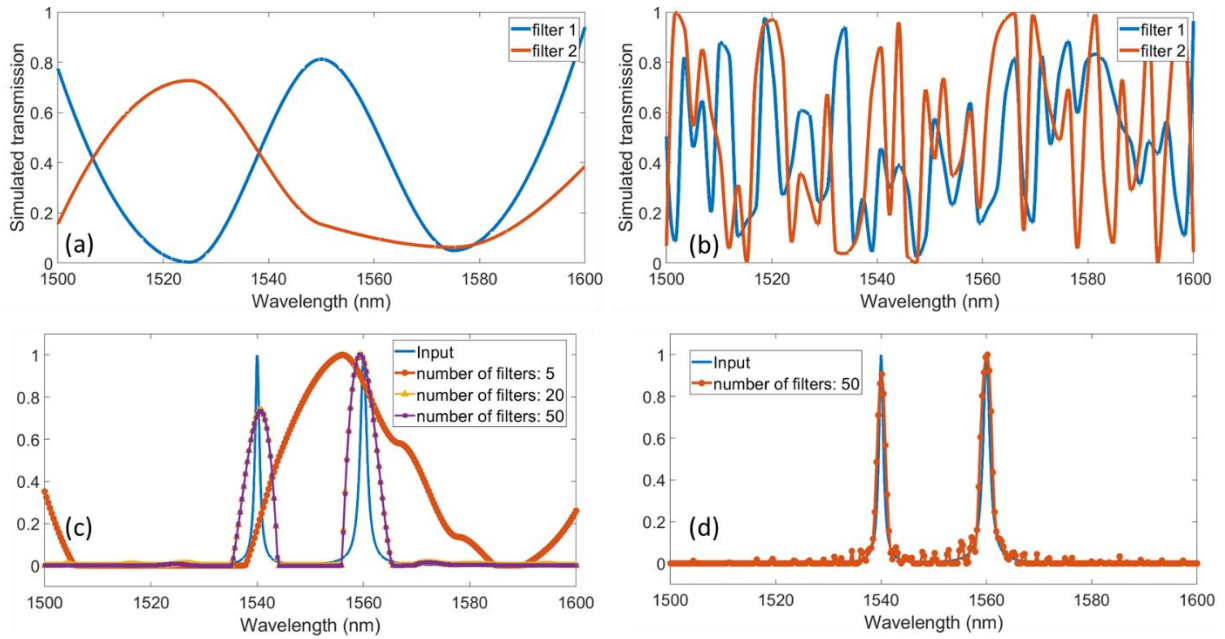 Simulated transmission
1
0.8
0.6
0.4
0.2
0
filter 1
filter 2
(a)
1500 1520 1540 1560 1580 1600
Wavelength (nm)
Simulated transmission
1
0.8
0.6
0.4
0.2
0
filter 1
filter 2
(b)
1500 1520 1540 1560 1580 1600
Wavelength (nm)
1
0.8
0.6
0.4
0.2
0
Input
number of filters: 5
number of filters: 20
number of filters: 50
(c)
1500 1520 1540 1560 1580 1600
Wavelength (nm)
1
0.8
0.6
0.4
0.2
0
Input
number of filters: 50
(d)
1500 1520 1540 1560 1580 1600
Wavelength (nm)